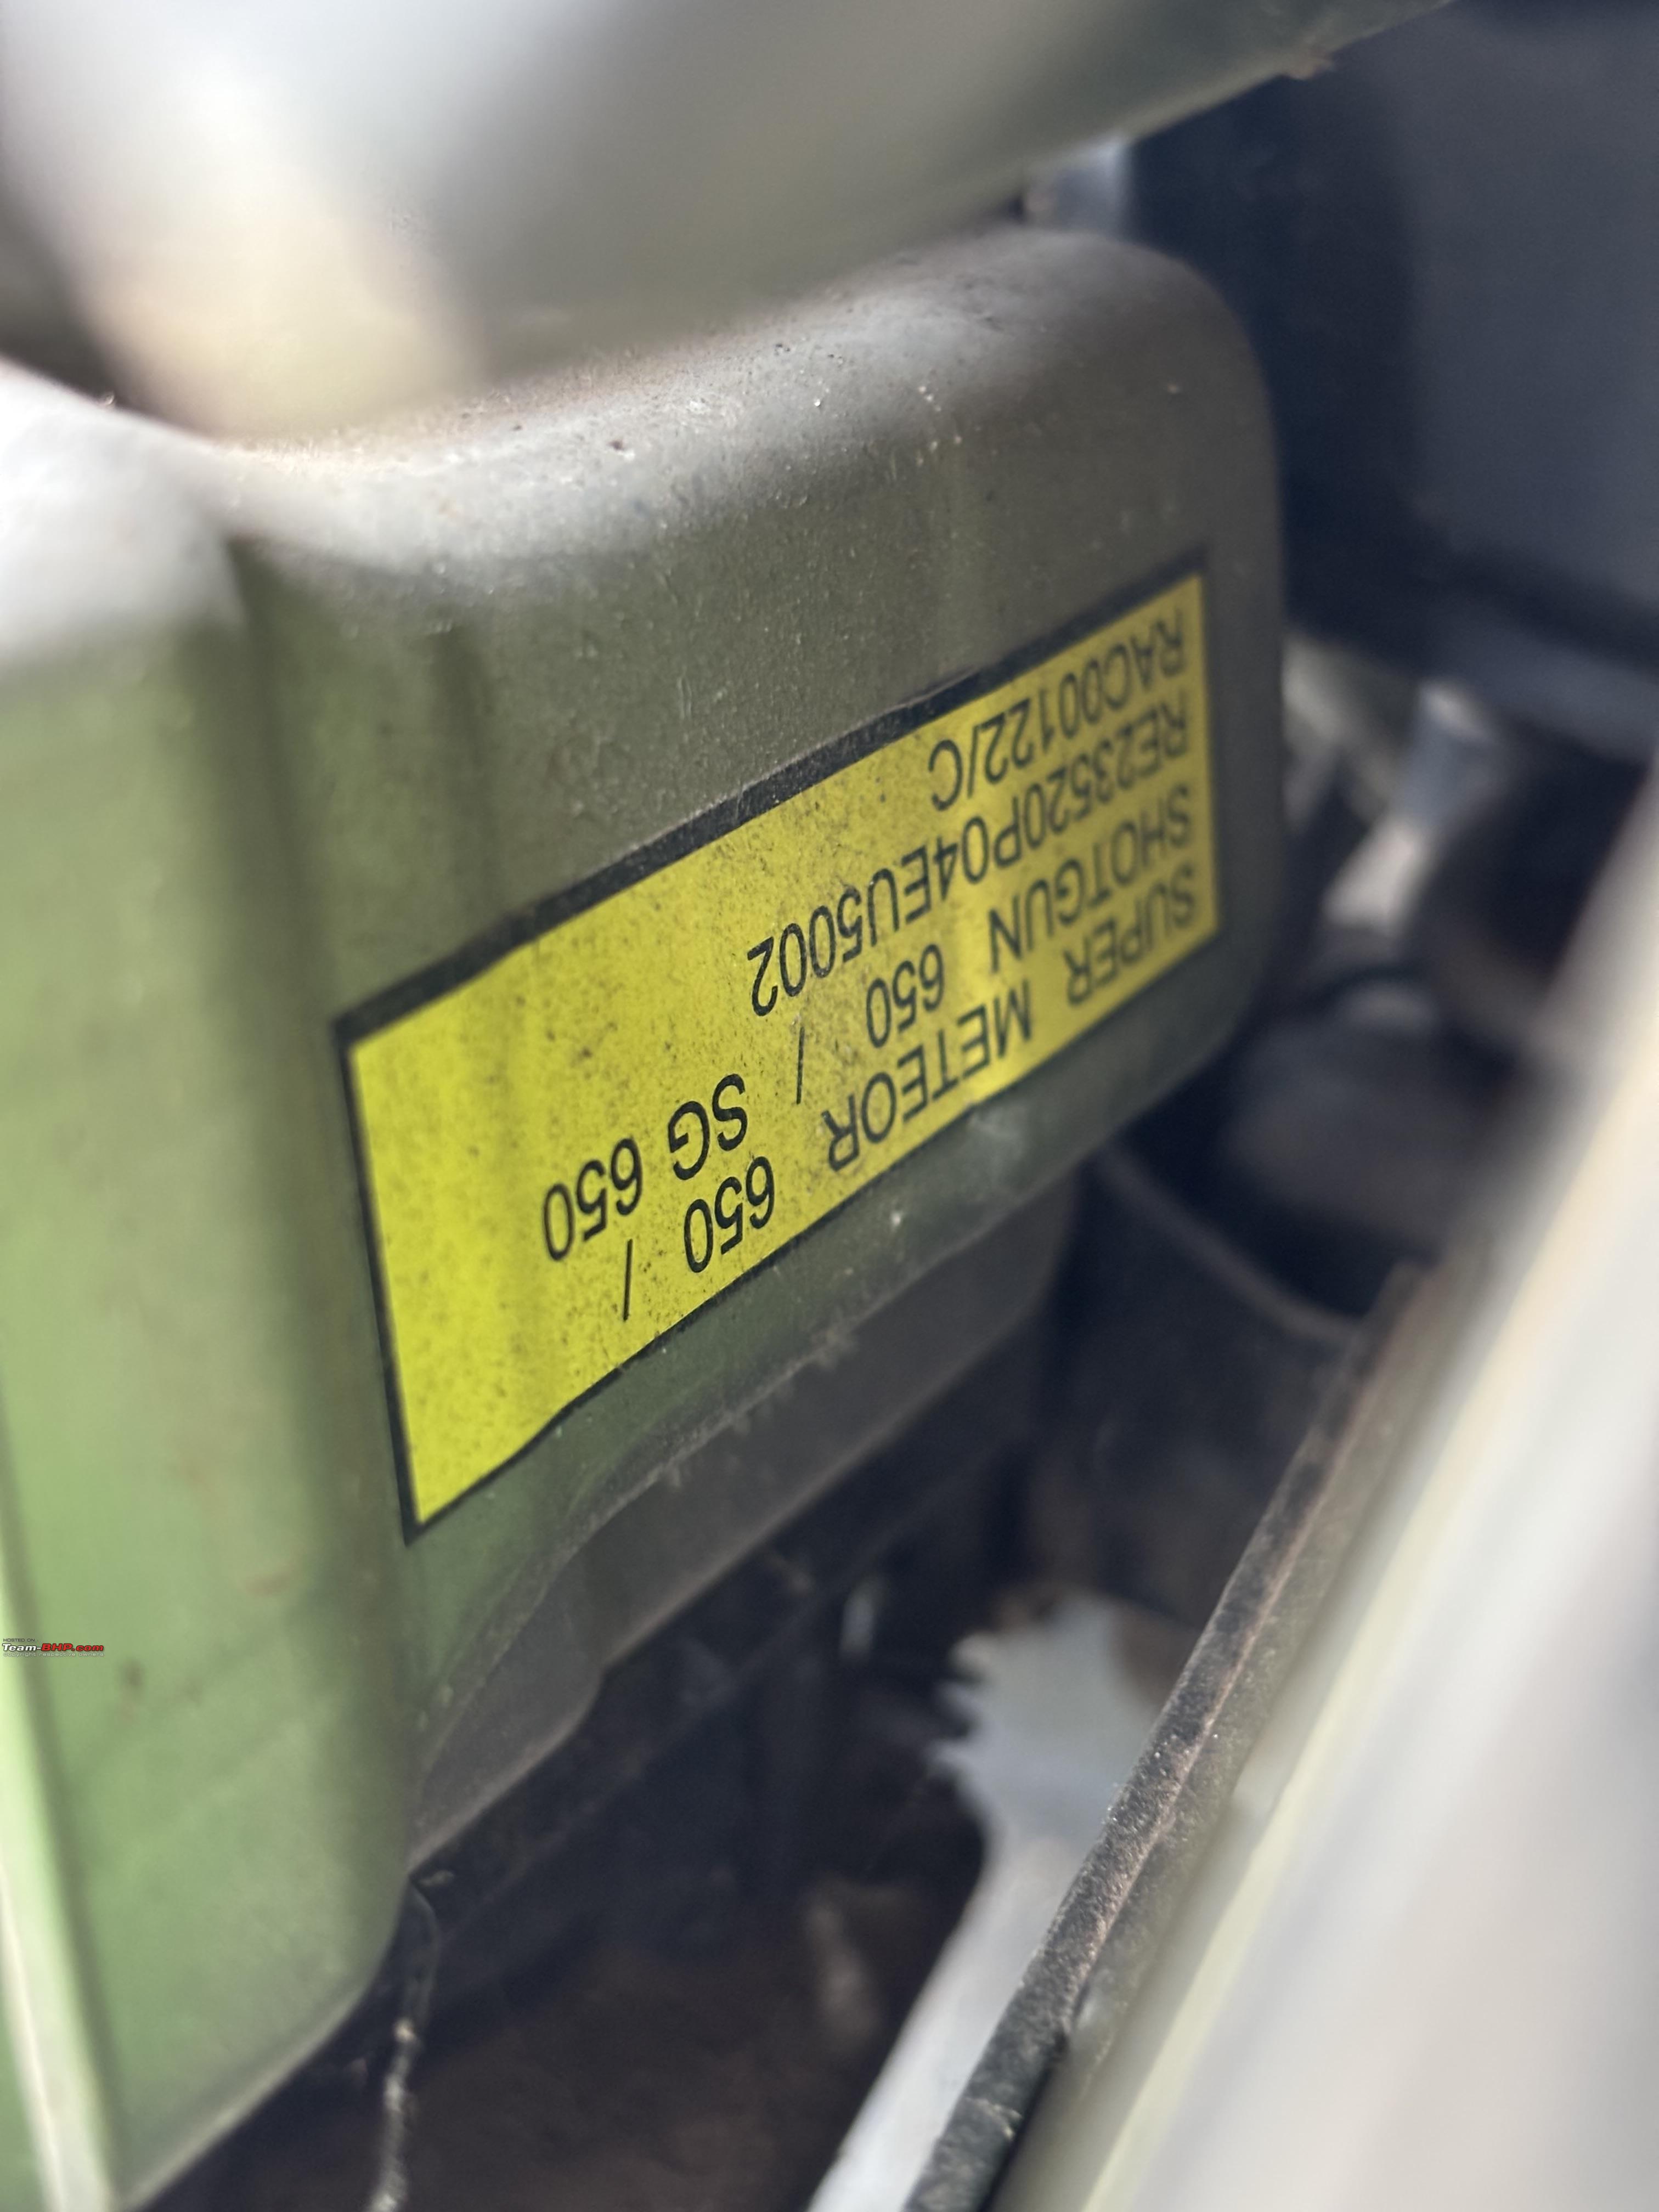 SUPER METEOR 650 /
SHOTGUN 650 / SG 650
RE23520P04EU5002
RAC00122/C
Team-BHP.com